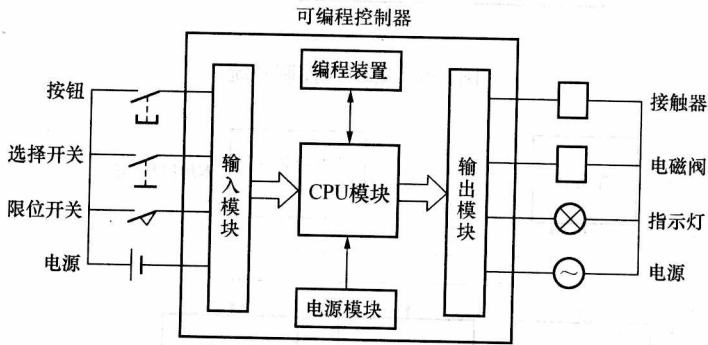 可编程控制器
编程装置
按钮
选择开关
限位开关
电源
输入模块
CPU模块
电源模块
输出模块
接触器
电磁阀
指示灯
电源